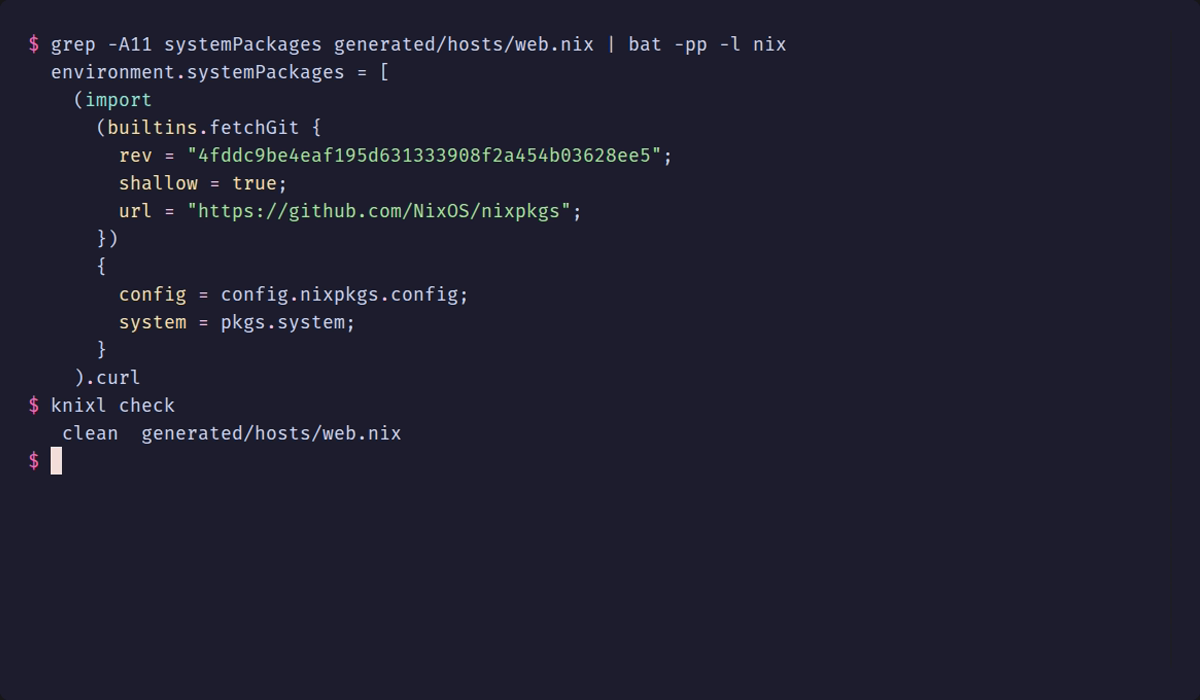 $ grep -A11 systemPackages generated/hosts/web.nix | bat -pp -l nix
  environment.systemPackages = [
    (import
      (builtins.fetchGit {
        rev = "4fddc9be4eaf195d631333908f2a454b03628ee5";
        shallow = true;
        url = "https://github.com/NixOS/nixpkgs";
      })
      {
        config = config.nixpkgs.config;
        system = pkgs.system;
      }
    ).curl
$ knixl check
   clean  generated/hosts/web.nix
$